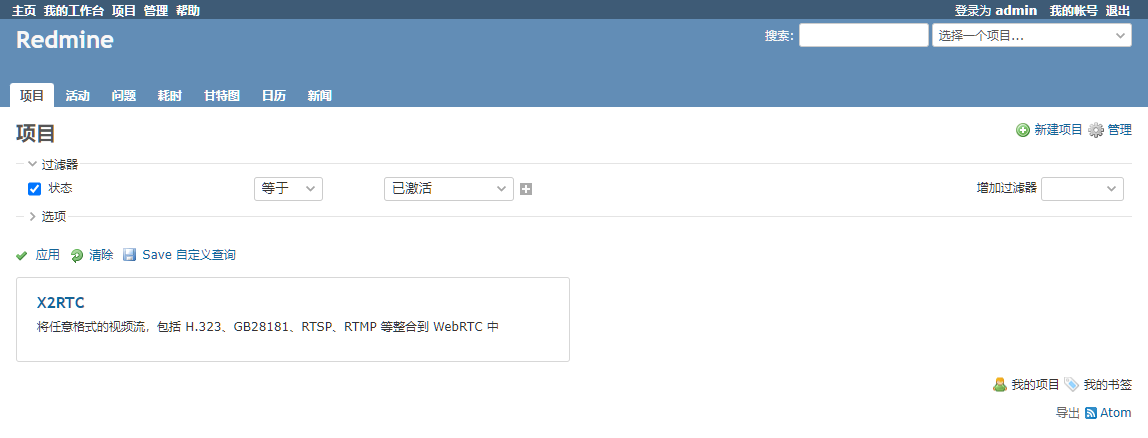 主页 我的工作台 项目 管理 帮助 登录为 admin 我的帐号 退出
Redmine 搜索: 选择一个项目...
项目 活动 问题 耗时 甘特图 日历 新闻
项目 新建项目 管理
过滤器
状态 等于 已激活 增加过滤器
选项
应用 清除 Save 自定义查询
X2RTC
将任意格式的视频流，包括 H.323、GB28181、RTSP、RTMP 等整合到 WebRTC 中
我的项目 我的书签
导出 Atom